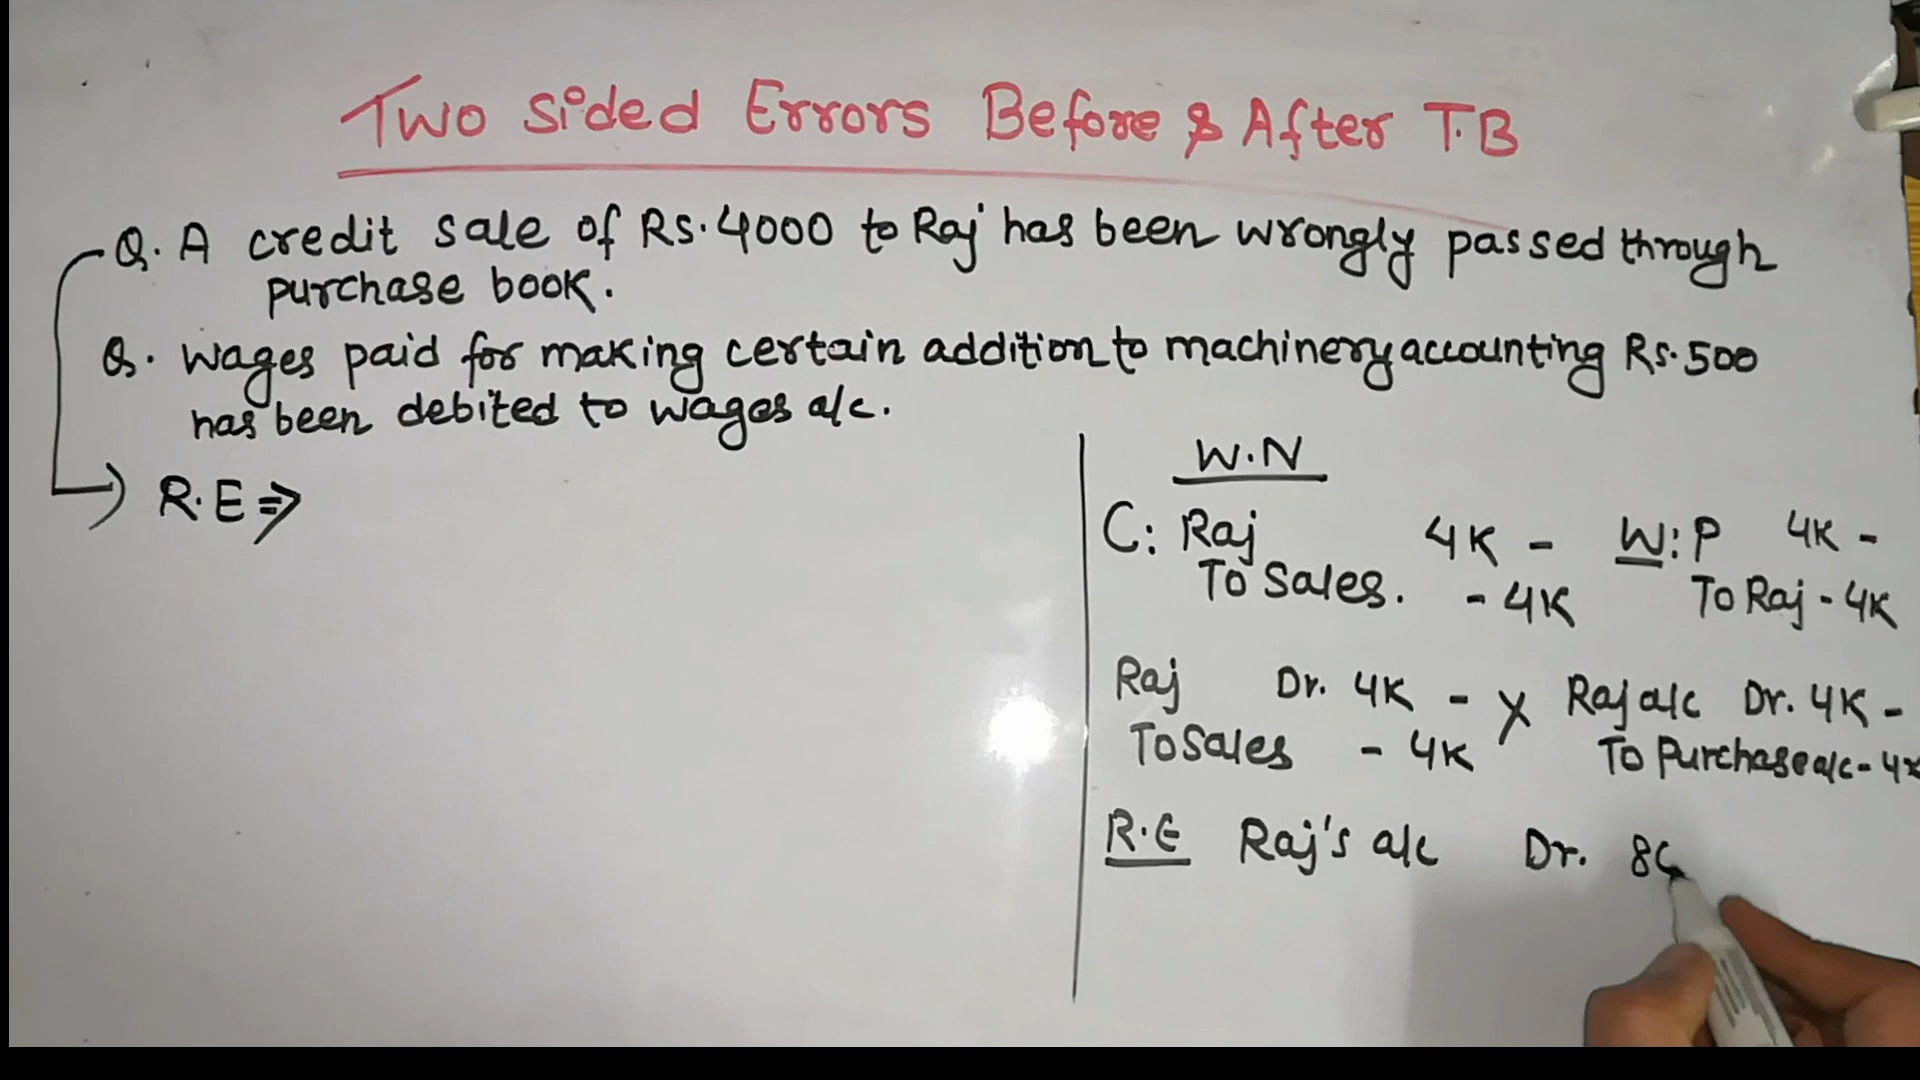 Two Sided Errors Before & After T.B
Q. A credit sale of Rs.4000 to Raj has been wrongly passed through
purchase book.
Q. Wages paid for making certain addition to machinery accounting Rs.500
has been debited to wages a/c.
R.E ⇒
W.N
C: Raj 4K -
To Sales. - 4K
W: P 4K -
To Raj - 4K
Raj Dr. 4K -
To Sales - 4K
X
Raj a/c Dr. 4K -
To Purchase a/c - 4K
R.E Raj's a/c Dr. 80